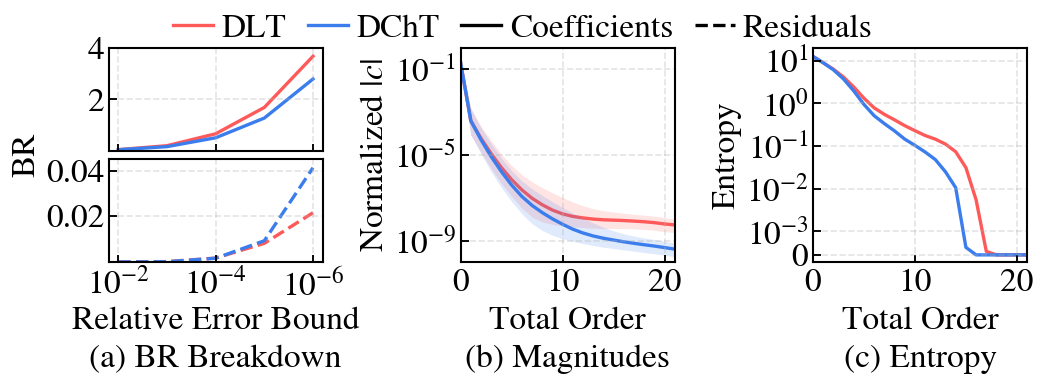 DLT DChT Coefficients Residuals
BR
4
2
0.04
0.02
10^-2 10^-4 10^-6
Relative Error Bound
(a) BR Breakdown
Normalized |c|
10^-1
10^-5
10^-9
0 10 20
Total Order
(b) Magnitudes
Entropy
10^1
10^0
10^-1
10^-2
10^-3
0
0 10 20
Total Order
(c) Entropy